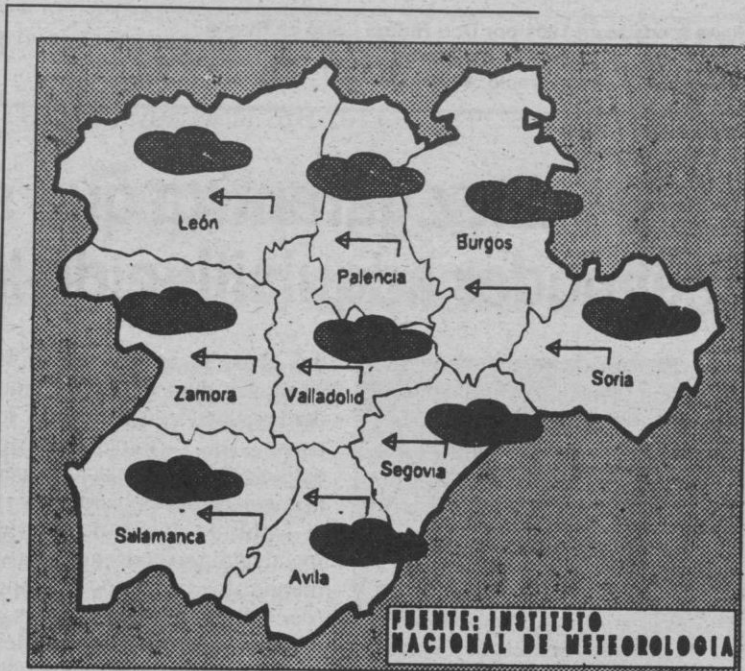 León
Palencia
Burgos
Zamora
Valladolid
Soria
Segovia
Salamanca
Avila
FUENTE: INSTITUTO
NACIONAL DE METEOROLOGIA